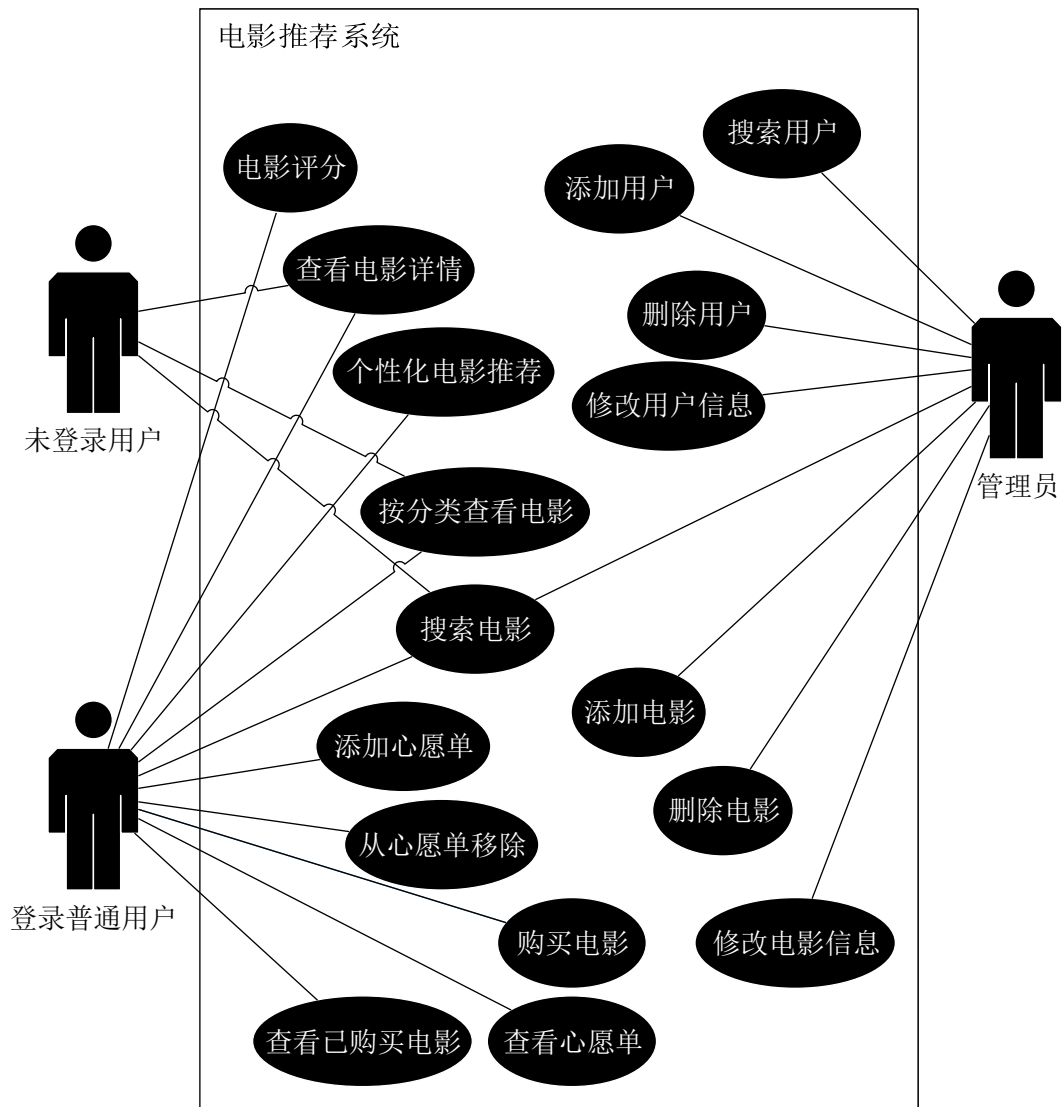 电影推荐系统
搜索用户
电影评分
添加用户
查看电影详情
删除用户
个性化电影推荐
修改用户信息
未登录用户
管理员
按分类查看电影
搜索电影
添加电影
添加心愿单
删除电影
从心愿单移除
登录普通用户
购买电影
修改电影信息
查看已购买电影
查看心愿单